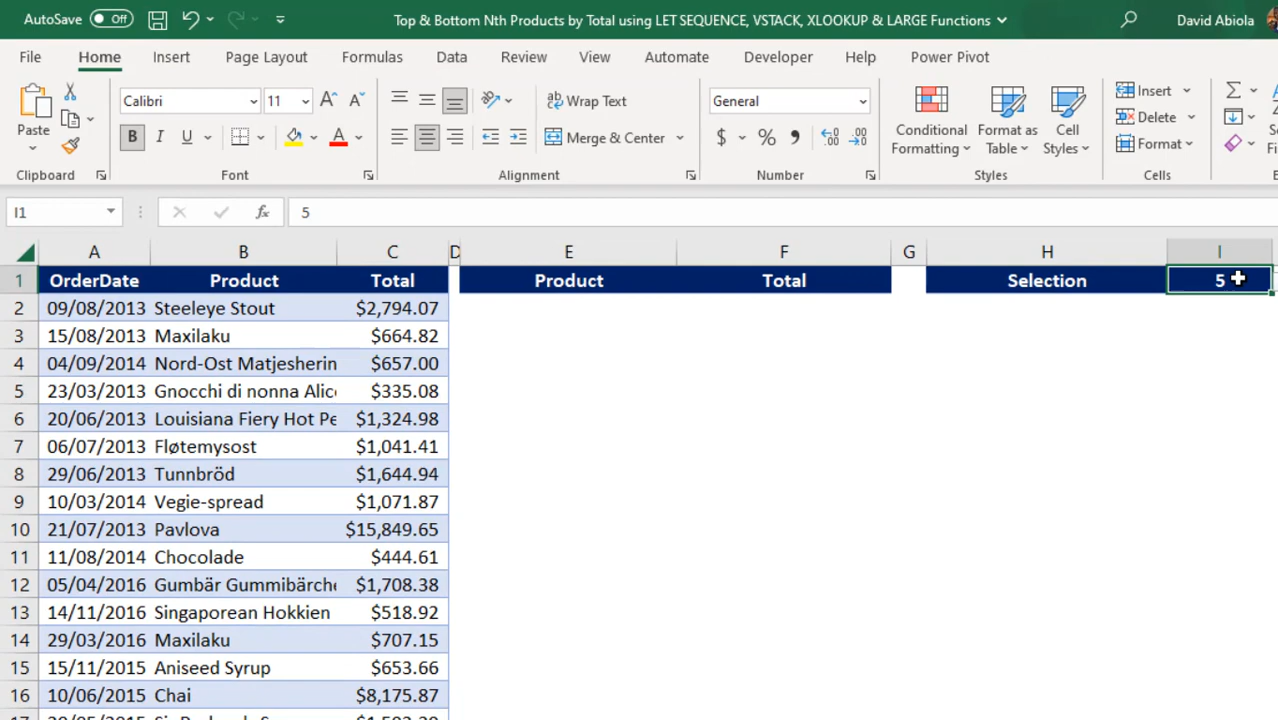 AutoSave Off Top & Bottom Nth Products by Total using LET SEQUENCE, VSTACK, XLOOKUP & LARGE Functions David Abiola
File Home Insert Page Layout Formulas Data Review View Automate Developer Help Power Pivot
Paste Calibri 11 Wrap Text General Conditional Formatting Format as Table Cell Styles Insert
B I U Merge & Center $ % Delete
Format
Clipboard Font Alignment Number Styles Cells
I1 fx 5
A B C D E F G H I
1 OrderDate Product Total Product Total Selection 5
2 09/08/2013 Steeleye Stout $2,794.07
3 15/08/2013 Maxilaku $664.82
4 04/09/2014 Nord-Ost Matjesherin $657.00
5 23/03/2013 Gnocchi di nonna Alic $335.08
6 20/06/2013 Louisiana Fiery Hot Pe $1,324.98
7 06/07/2013 Fløtemysost $1,041.41
8 29/06/2013 Tunnbröd $1,644.94
9 10/03/2014 Vegie-spread $1,071.87
10 21/07/2013 Pavlova $15,849.65
11 11/08/2014 Chocolade $444.61
12 05/04/2016 Gumbär Gummibärche $1,708.38
13 14/11/2016 Singaporean Hokkien $518.92
14 29/03/2016 Maxilaku $707.15
15 15/11/2015 Aniseed Syrup $653.66
16 10/06/2015 Chai $8,175.87